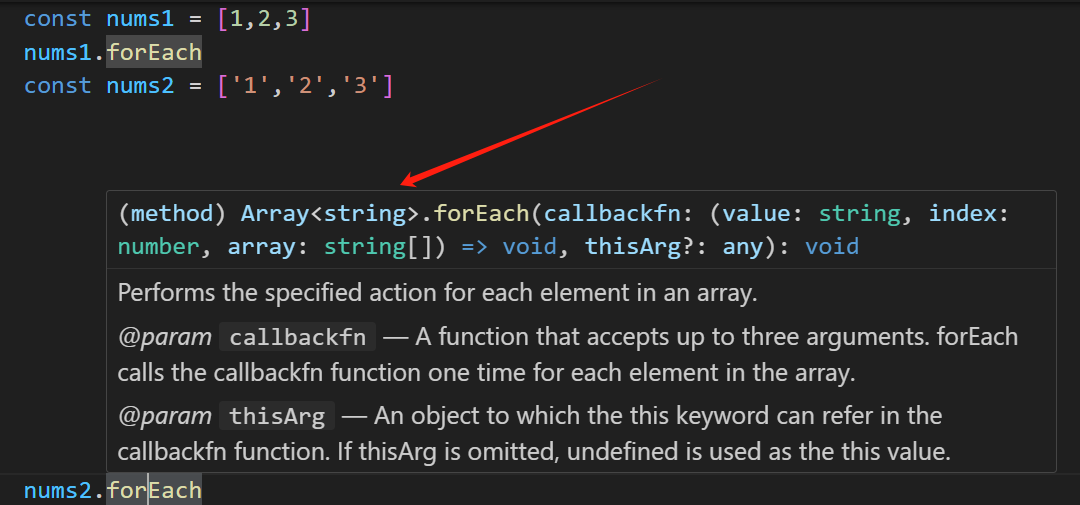 const nums1 = [1,2,3]
nums1.forEach
const nums2 = ['1','2','3']
(method) Array<string>.forEach(callbackfn: (value: string, index:
number, array: string[]) => void, thisArg?: any): void
Performs the specified action for each element in an array.
@param callbackfn — A function that accepts up to three arguments. forEach
calls the callbackfn function one time for each element in the array.
@param thisArg — An object to which the this keyword can refer in the
callbackfn function. If thisArg is omitted, undefined is used as the this value.
nums2.forEach